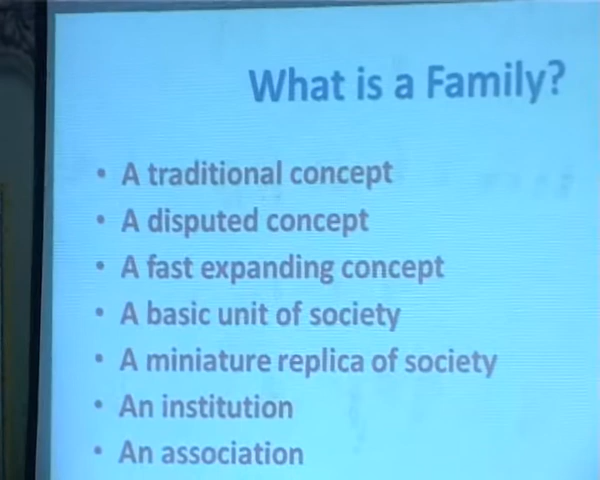 What is a Family?
• A traditional concept
• A disputed concept
• A fast expanding concept
• A basic unit of society
• A miniature replica of society
• An institution
• An association